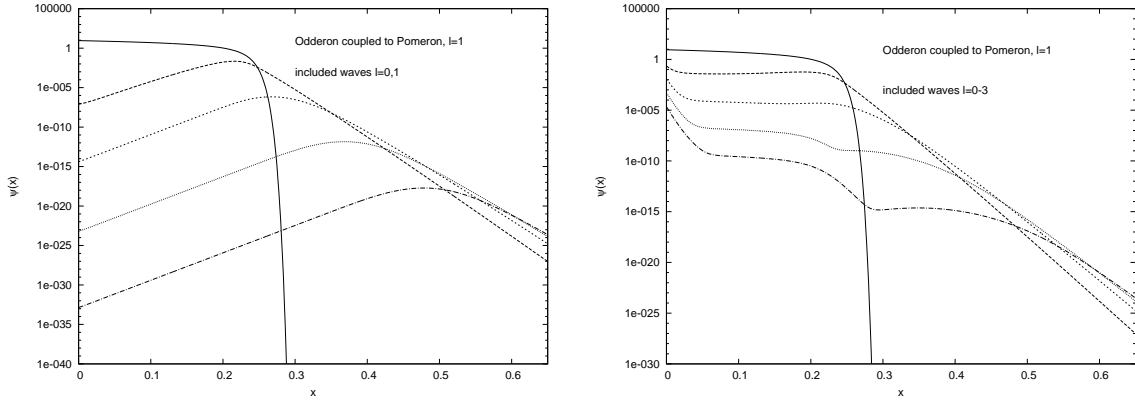 100000
1
1e-005
1e-010
1e-015
1e-020
1e-025
1e-030
1e-035
1e-040
0
0.1
0.2
0.3
0.4
0.5
0.6
ψ(x)
x
Odderon coupled to Pomeron, l=1
included waves l=0,1
100000
1
1e-005
1e-010
1e-015
1e-020
1e-025
1e-030
0
0.1
0.2
0.3
0.4
0.5
0.6
ψ(x)
x
Odderon coupled to Pomeron, l=1
included waves l=0-3